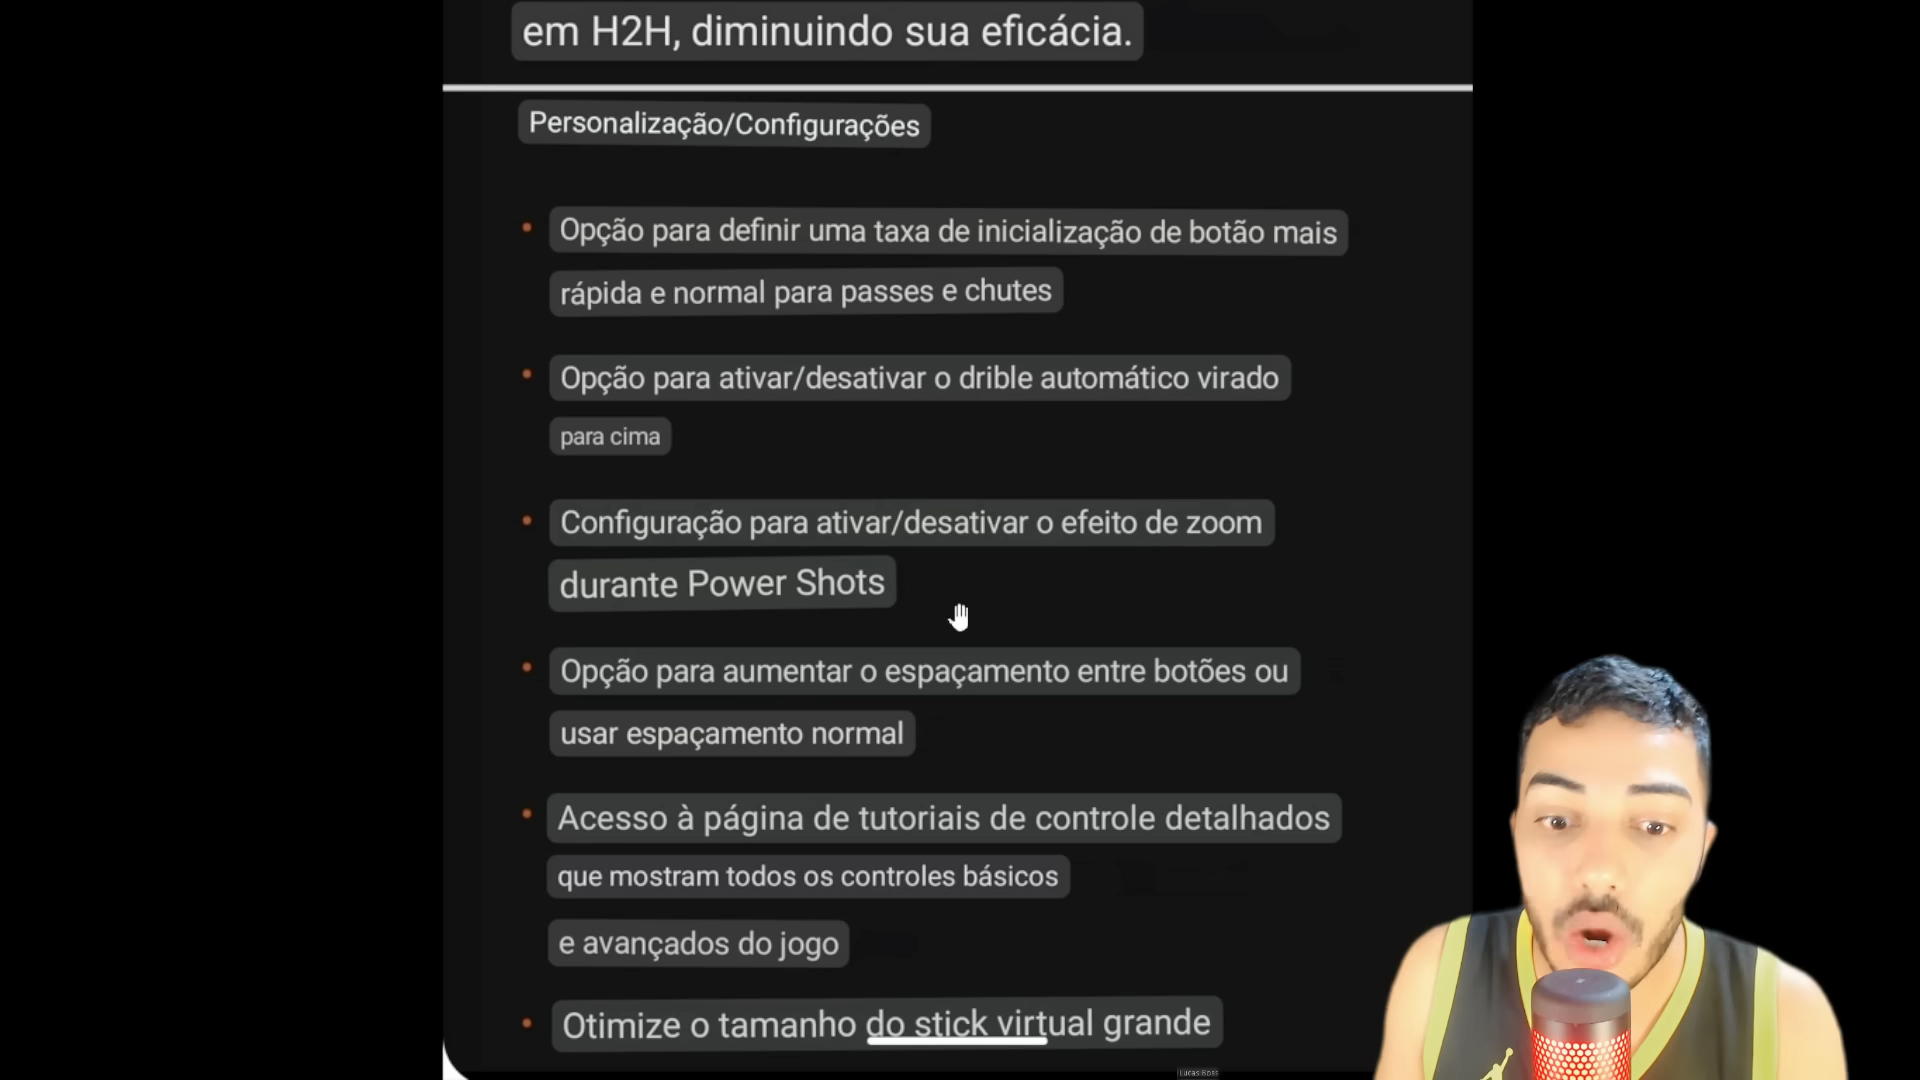 em H2H, diminuindo sua eficácia.
Personalização/Configurações
Opção para definir uma taxa de inicialização de botão mais
rápida e normal para passes e chutes
Opção para ativar/desativar o drible automático virado
para cima
Configuração para ativar/desativar o efeito de zoom
durante Power Shots
Opção para aumentar o espaçamento entre botões ou
usar espaçamento normal
Acesso à página de tutoriais de controle detalhados
que mostram todos os controles básicos
e avançados do jogo
Otimize o tamanho do stick virtual grande
Lucas Boss